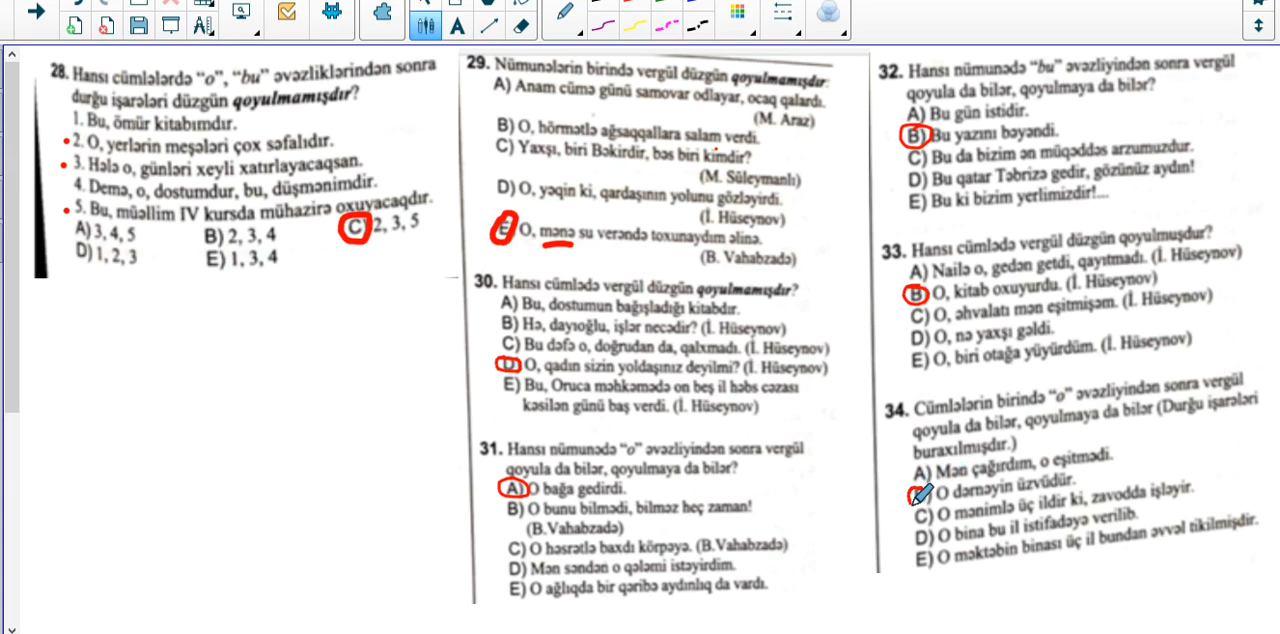 28. Hansı cümlələrdə “o”, “bu” əvəzliklərindən sonra
durğu işarələri düzgün qoyulmamışdır?
1. Bu, ömür kitabımdır.
2. O, yerlərin meşələri çox səfalıdır.
3. Hələ o, günləri xeyli xatırlayacaqsan.
4. Demə, o, dostumdur, bu, düşmənimdir.
5. Bu, müəllim IV kursda mühazirə oxuyacaqdır.
A) 3, 4, 5
B) 2, 3, 4
C) 2, 3, 5
D) 1, 2, 3
E) 1, 3, 4
29. Nümunələrin birində vergül düzgün qoyulmamışdır:
A) Anam cümə günü samovar odlayar, ocaq qalardı.
(M. Araz)
B) O, hörmətlə ağsaqqallara salam verdi.
C) Yaxşı, biri Bəkirdir, bəs biri kimdir?
(M. Süleymanlı)
D) O, yəqin ki, qardaşının yolunu gözləyirdi.
(İ. Hüseynov)
E) O, mənə su verəndə toxunaydım əlinə.
(B. Vahabzadə)
30. Hansı cümlədə vergül düzgün qoyulmamışdır?
A) Bu, dostumun bağışladığı kitabdır.
B) Hə, dayıoğlu, işlər necədir? (İ. Hüseynov)
C) Bu dəfə o, doğrudan da, qalxmadı. (İ. Hüseynov)
D) O, qadın sizin yoldaşınız deyilmi? (İ. Hüseynov)
E) Bu, Oruca məhkəmədə on beş il həbs cəzası
kəsilən günü baş verdi. (İ. Hüseynov)
31. Hansı nümunədə “o” əvəzliyindən sonra vergül
qoyula da bilər, qoyulmaya da bilər?
A) O bağa gedirdi.
B) O bunu bilmədi, bilməz heç zaman!
(B.Vahabzadə)
C) O həsrətlə baxdı körpəyə. (B.Vahabzadə)
D) Mən səndən o qələmi istəyirdim.
E) O ağlıqda bir qəribə aydınlıq da vardı.
32. Hansı nümunədə “bu” əvəzliyindən sonra vergül
qoyula da bilər, qoyulmaya da bilər?
A) Bu gün istidir.
B) Bu yazını bəyəndi.
C) Bu da bizim ən müqəddəs arzumuzdur.
D) Bu qatar Təbrizə gedir, gözünüz aydın!
E) Bu ki bizim yerlimizdir!...
33. Hansı cümlədə vergül düzgün qoyulmuşdur?
A) Nailə o, gedən getdi, qayıtmadı. (İ. Hüseynov)
B) O, kitab oxuyurdu. (İ. Hüseynov)
C) O, əhvalatı mən eşitmişəm. (İ. Hüseynov)
D) O, nə yaxşı gəldi.
E) O, biri otağa yüyürdüm. (İ. Hüseynov)
34. Cümlələrin birində “o” əvəzliyindən sonra vergül
qoyula da bilər, qoyulmaya da bilər (Durğu işarələri
buraxılmışdır.)
A) Mən çağırdım, o eşitmədi.
) O dərnəyin üzvüdür.
C) O mənimlə üç ildir ki, zavodda işləyir.
D) O bina bu il istifadəyə verilib.
E) O məktəbin binası üç il bundan əvvəl tikilmişdir.